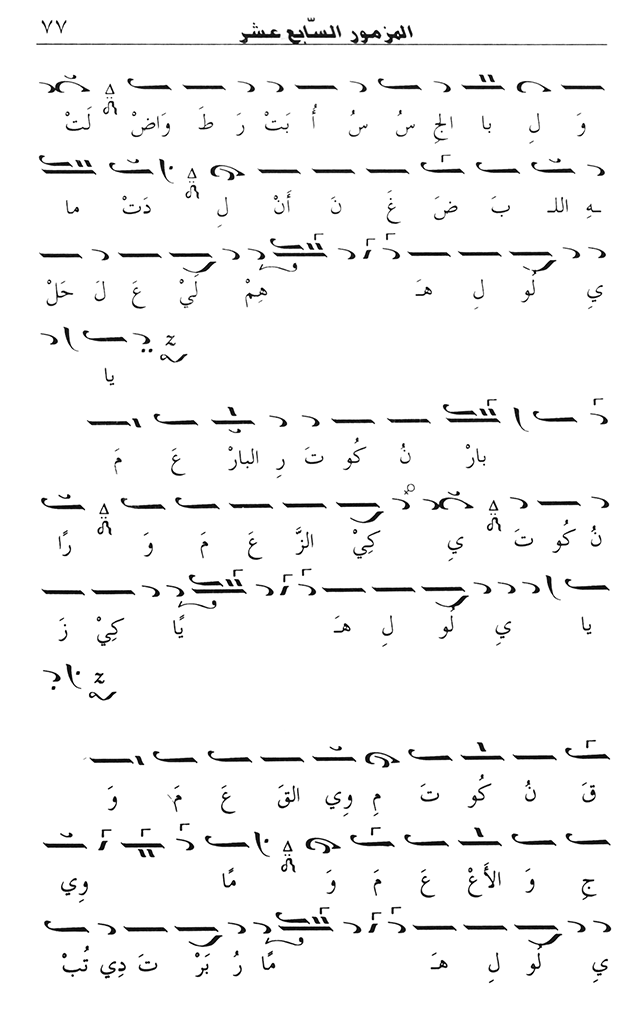 المزمور السّابع عشر ٧٧
لَتْ وَاضْ طَ رَ بَتْ أُ سُ سُ الجِ با لِ وَ
ما دَتْ لِ أَنْ نَ غَ ضَ بَ اللـ ـهِ
حَلْ لَ عَ لَيْ هِمْ هَـ لِ لُو يِ
يا
مَ عَ البارْ رِ تَ كُو نُ بارْ
رًا وَ مَ عَ الزَّ كِيْ يِ تَ كُو نُ
زَ كِيْ يًا هَـ لِ لُو يِ يا
وَ مَ عَ القَ وِي مِ تَ كُو نُ قَ
وِي مًا وَ مَ عَ الأَعْ وَ جِ
تُبْ دِي تَ بَرْ رُ مًا هَـ لِ لُو يِ